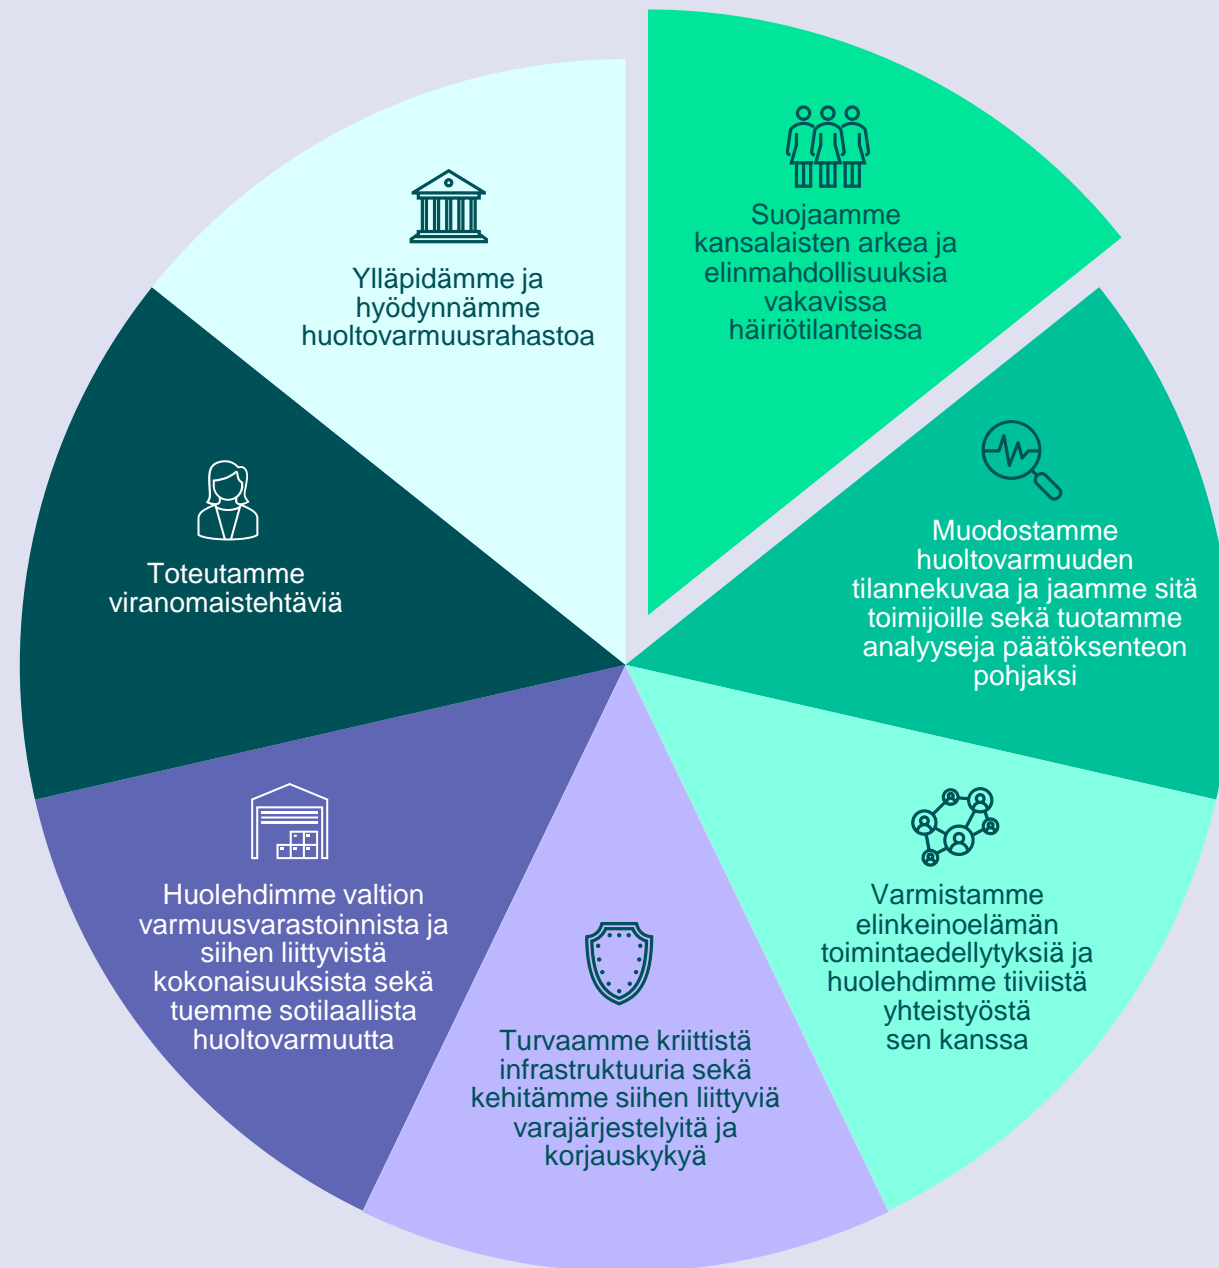 Suojaamme
kansalaisten arkea ja
elinmahdollisuuksia
vakavissa
häiriötilanteissa
Muodostamme
huoltovarmuuden
tilannekuvaa ja jaamme sitä
toimijoille sekä tuotamme
analyyseja päätöksenteon
pohjaksi
Varmistamme
elinkeinoelämän
toimintaedellytyksiä ja
huolehdimme tiiviistä
yhteistyöstä
sen kanssa
Turvaamme kriittistä
infrastruktuuria sekä
kehitämme siihen liittyviä
varajärjestelyitä ja
korjauskykyä
Huolehdimme valtion
varmuusvarastoinnista ja
siihen liittyvistä
kokonaisuuksista sekä
tuemme sotilaallista
huoltovarmuutta
Toteutamme
viranomaistehtäviä
Ylläpidämme ja
hyödynnämme
huoltovarmuusrahastoa